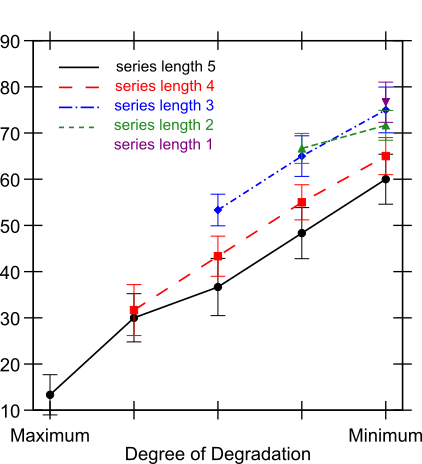 90
80
70
60
50
40
30
20
10
series length 5
series length 4
series length 3
series length 2
series length 1
Maximum Minimum
Degree of Degradation